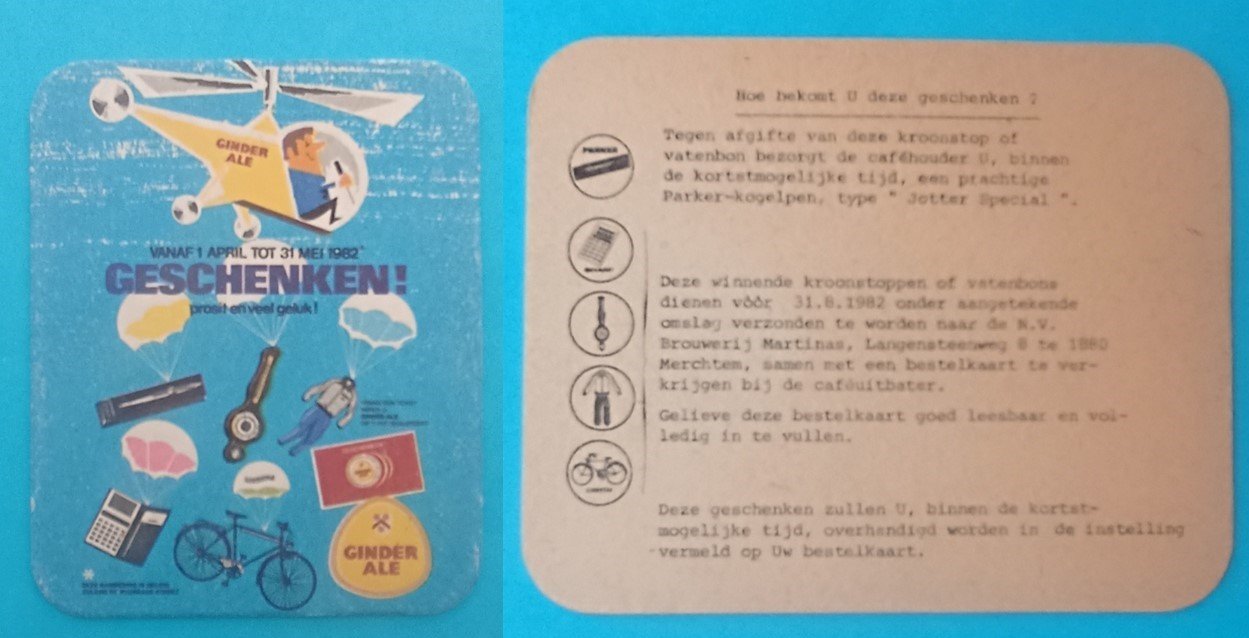 GINDER
ALE
VANAF 1 APRIL TOT 31 MEI 1982*
GESCHENKEN!
prosit en veel geluk!
GINDER
ALE
Hoe bekomt U deze geschenken ?
PARKER
Tegen afgifte van deze kroonstop of
vatenbon bezorgt de caféhouder U, binnen
de kortstmogelijke tijd, een prachtige
Parker-kogelpen, type " Jotter Special ".
Deze winnende kroonstoppen of vatenbons
dienen vòòr 31.8.1982 onder aangetekende
omslag verzonden te worden naar de N.V.
Brouwerij Martinas, Langensteenweg 8 te 1880
Merchtem, samen met een bestelkaart te ver-
krijgen bij de caféuitbater.
Gelieve deze bestelkaart goed leesbaar en vol-
ledig in te vullen.
Deze geschenken zullen U, binnen de kortst-
mogelijke tijd, overhandigd worden in de instelling
vermeld op Uw bestelkaart.